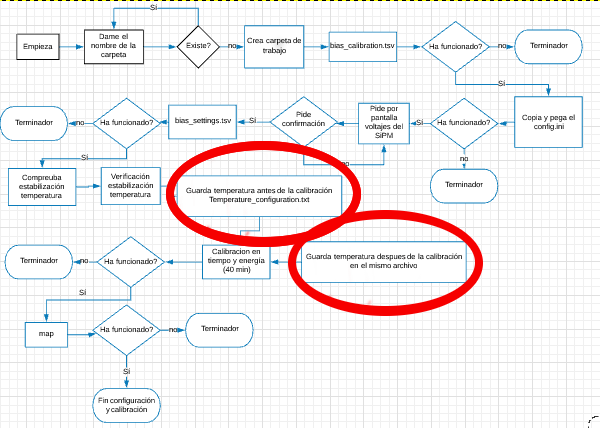 Sí
Empieza
Dame el
nombre de la
carpeta
Existe?
no
Crea carpeta de
trabajo
bias_calibration.tsv
Ha funcionado?
no
Terminador
Sí
Terminador
no
Ha funcionado?
bias_settings.tsv
Sí
Pide
confirmación
Pide por
pantalla
voltajes del
SiPM
Sí
Ha funcionado?
Copia y pega el
config.ini
Sí
no
no
Terminador
Compreuba
estabilización
temperatura
Verificación
estabilización
temperatura
Guarda temperatura antes de la calibración
Temperature_configuration.txt
Terminador
no
Ha funcionado?
Calibracion en
tiempo y energía
(40 min)
Guarda temperatura despues de la calibración
en el mismo archivo
Sí
map
Ha funcionado?
no
Terminador
Sí
Fin configuración
y calibración